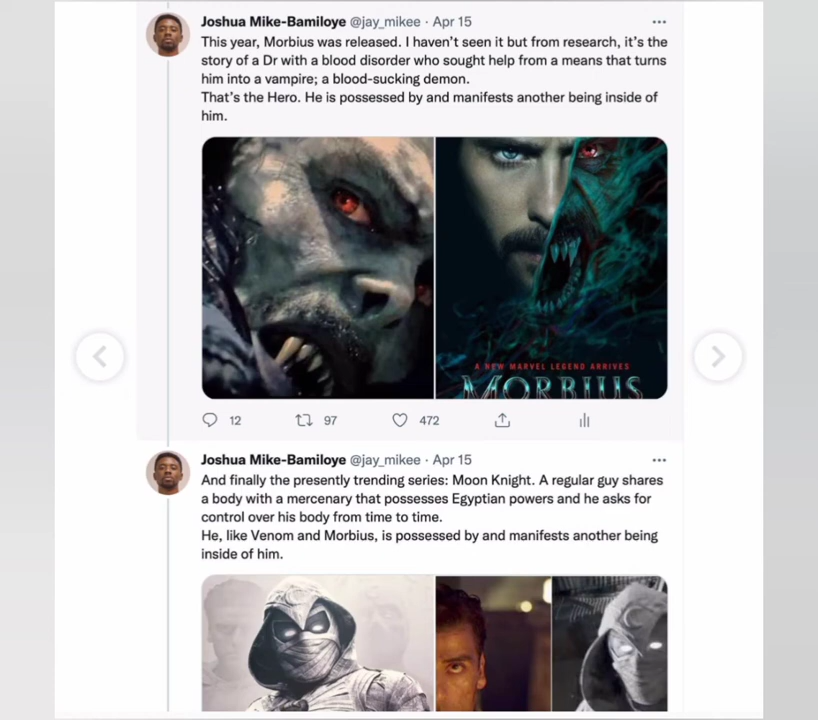 Joshua Mike-Bamiloye @jay_mikee · Apr 15
This year, Morbius was released. I haven’t seen it but from research, it’s the
story of a Dr with a blood disorder who sought help from a means that turns
him into a vampire; a blood-sucking demon.
That’s the Hero. He is possessed by and manifests another being inside of
him.
A NEW MARVEL LEGEND ARRIVES
MORBIUS
12 97 472
Joshua Mike-Bamiloye @jay_mikee · Apr 15
And finally the presently trending series: Moon Knight. A regular guy shares
a body with a mercenary that possesses Egyptian powers and he asks for
control over his body from time to time.
He, like Venom and Morbius, is possessed by and manifests another being
inside of him.